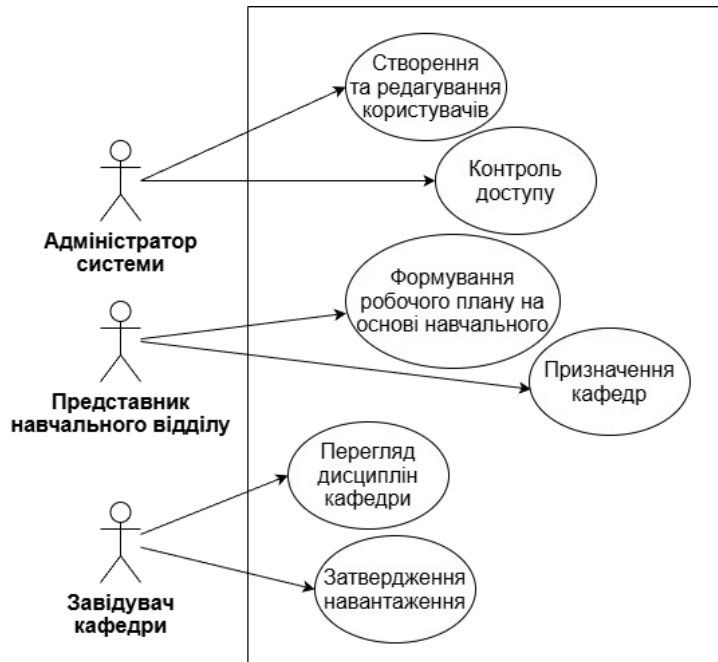 Створення
та редагування
користувачів
Контроль
доступу
Адміністратор
системи
Формування
робочого плану на
основі навчального
Призначення
кафедр
Представник
навчального відділу
Перегляд
дисциплін
кафедри
Затвердження
навантаження
Завідувач
кафедри